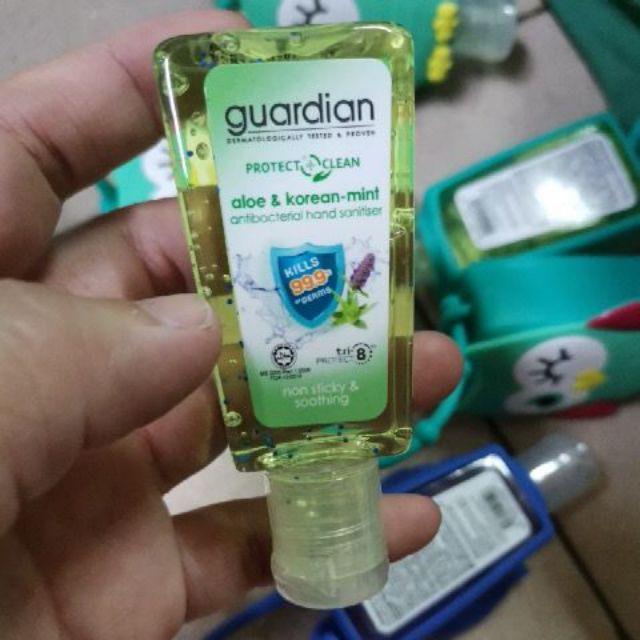 guardian
DERMATOLOGICALLY TESTED & PROVEN
PROTECT CLEAN
aloe & korean-mint
antibacterial hand sanitiser
KILLS
99.9%
OF GERMS
tri-
PROTECT 8
non sticky &
soothing